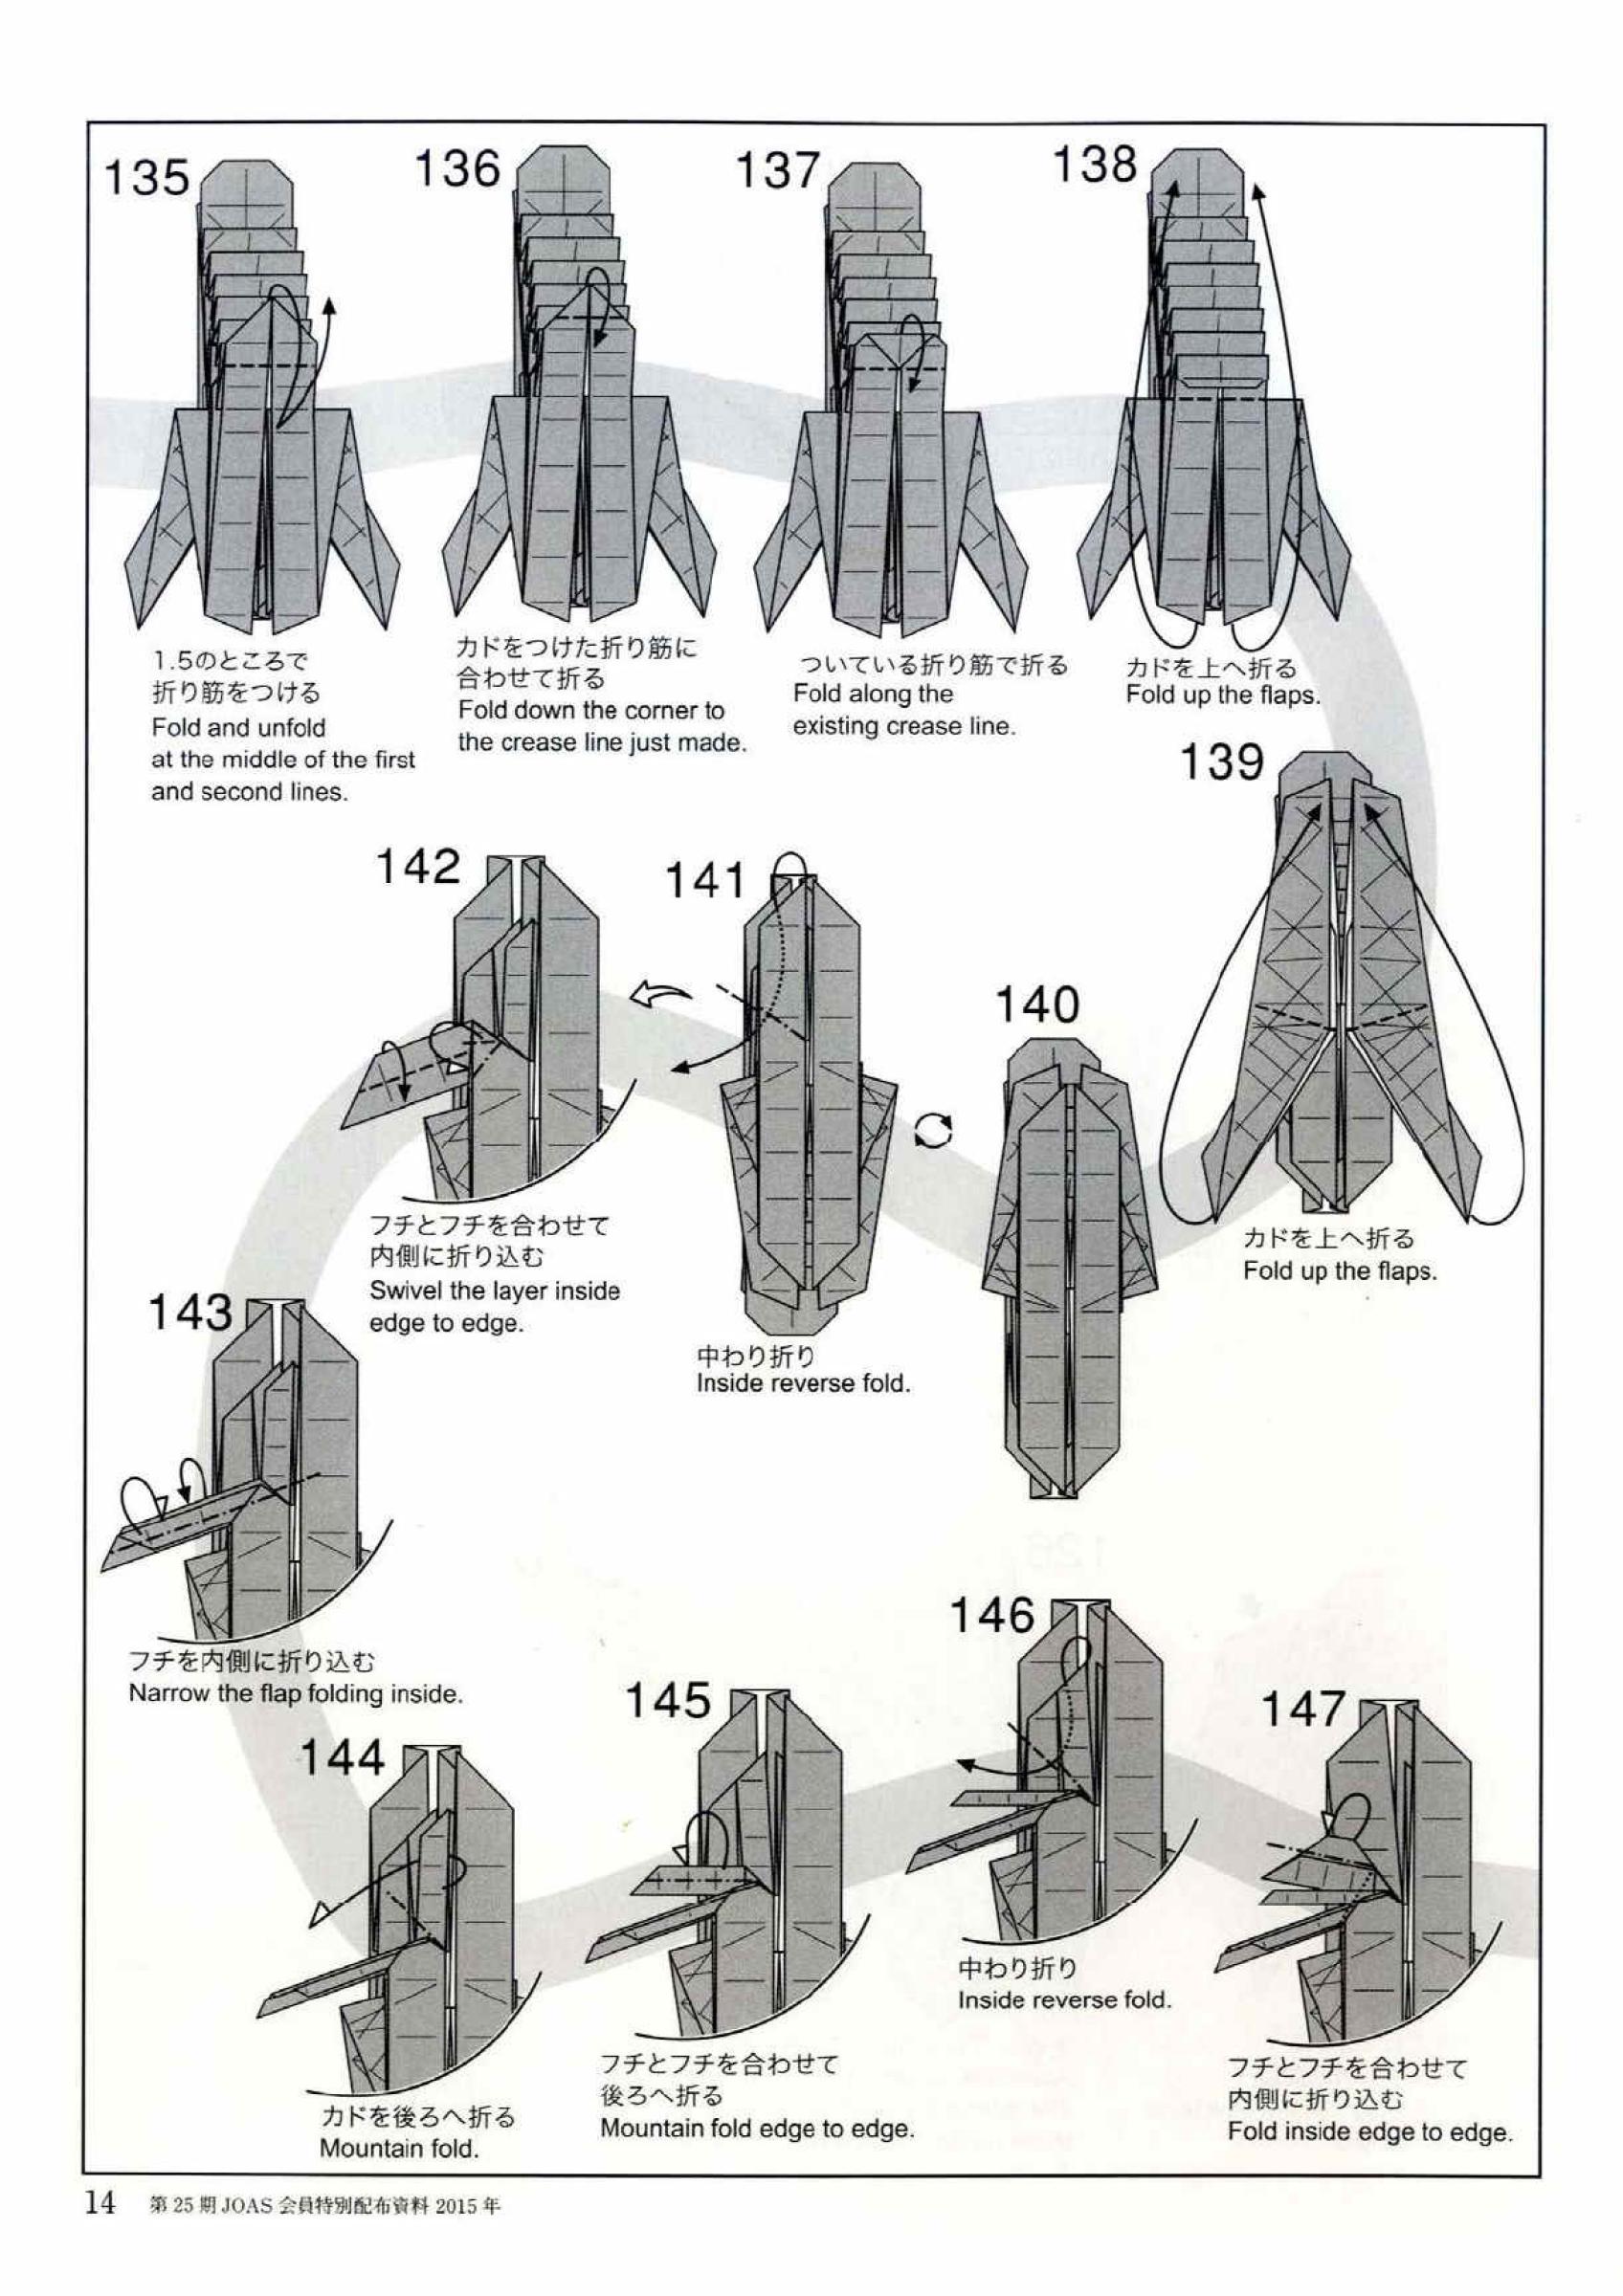 135
1.5のところで
折り筋をつける
Fold and unfold
at the middle of the first
and second lines.
136
カドをつけた折り筋に
合わせて折る
Fold down the corner to
the crease line just made.
137
ついている折り筋で折る
Fold along the
existing crease line.
138
カドを上へ折る
Fold up the flaps.
139
カドを上へ折る
Fold up the flaps.
140
141
中わり折り
Inside reverse fold.
142
フチとフチを合わせて
内側に折り込む
Swivel the layer inside
edge to edge.
143
フチを内側に折り込む
Narrow the flap folding inside.
144
カドを後ろへ折る
Mountain fold.
145
フチとフチを合わせて
後ろへ折る
Mountain fold edge to edge.
146
中わり折り
Inside reverse fold.
147
フチとフチを合わせて
内側に折り込む
Fold inside edge to edge.
14 第 25 期 JOAS 会員特別配布資料 2015 年